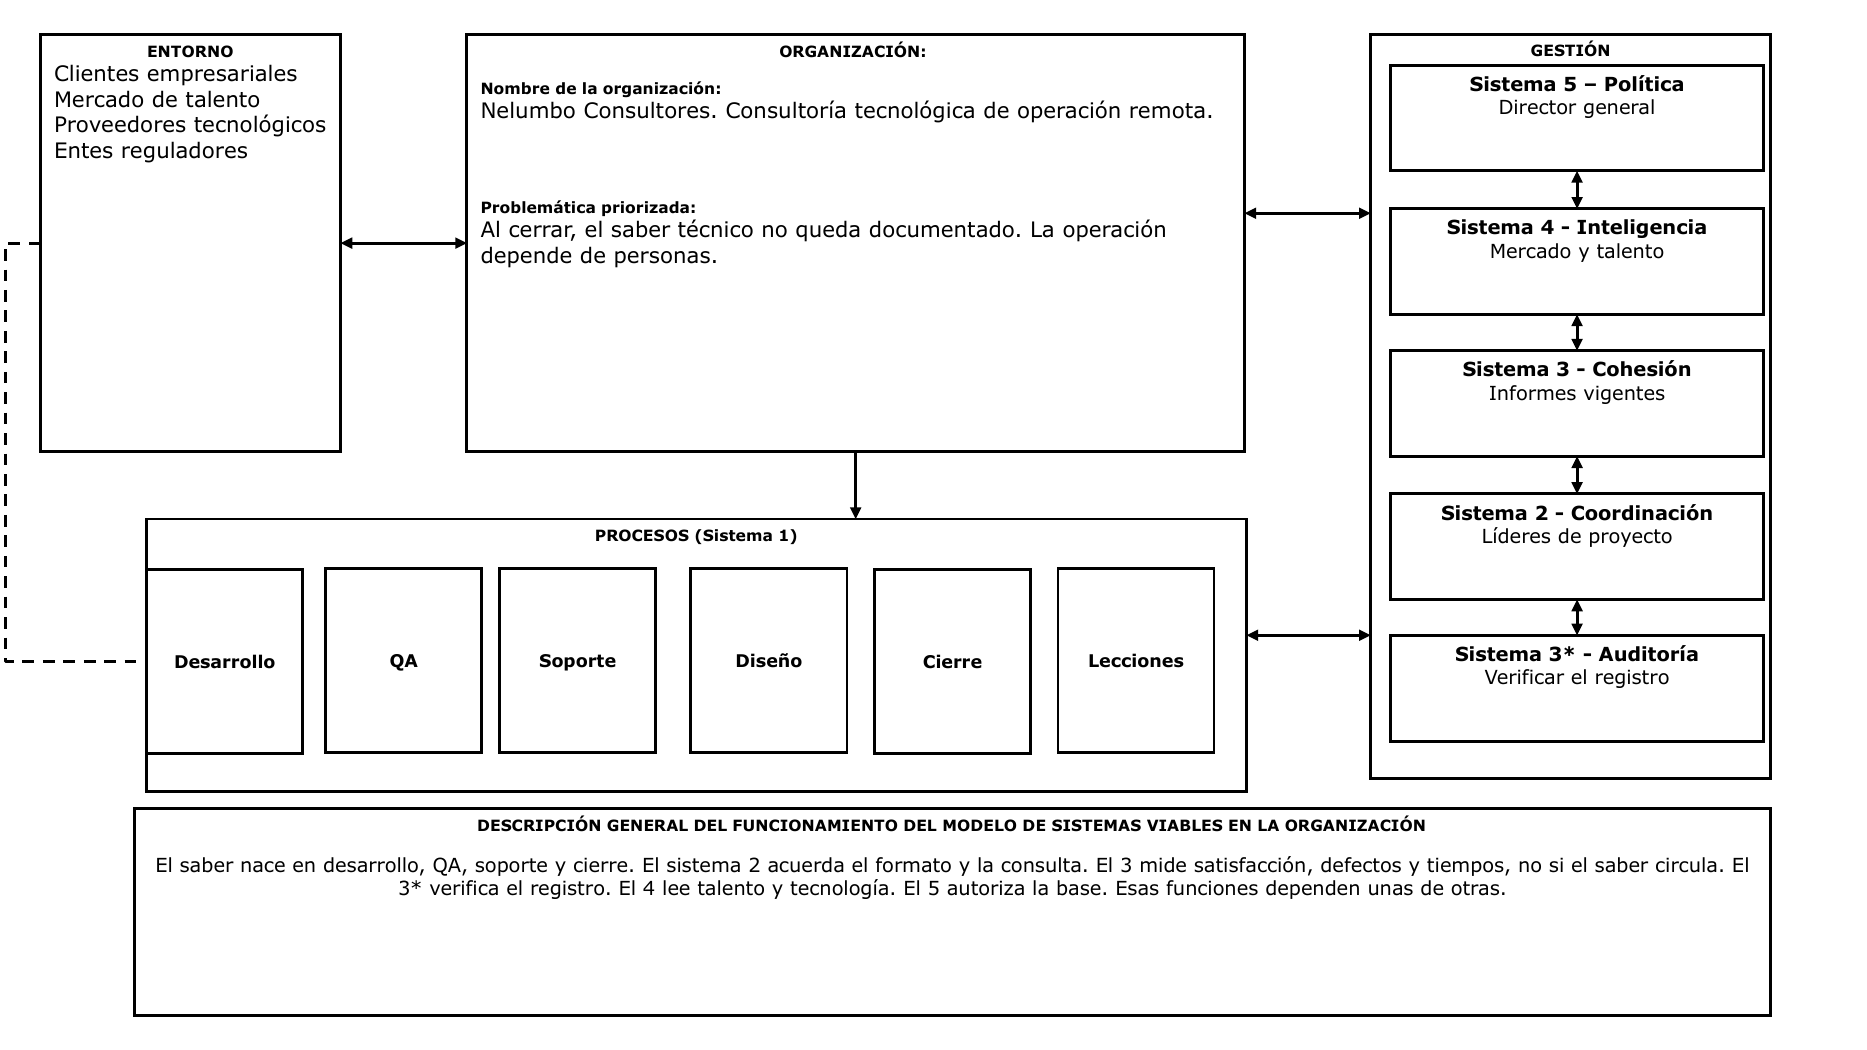 ENTORNO
Clientes empresariales
Mercado de talento
Proveedores tecnológicos
Entes reguladores
ORGANIZACIÓN:
Nombre de la organización:
Nelumbo Consultores. Consultoría tecnológica de operación remota.
Problemática priorizada:
Al cerrar, el saber técnico no queda documentado. La operación
depende de personas.
GESTIÓN
Sistema 5 – Política
Director general
Sistema 4 - Inteligencia
Mercado y talento
Sistema 3 - Cohesión
Informes vigentes
Sistema 2 - Coordinación
Líderes de proyecto
Sistema 3* - Auditoría
Verificar el registro
PROCESOS (Sistema 1)
Desarrollo
QA
Soporte
Diseño
Cierre
Lecciones
DESCRIPCIÓN GENERAL DEL FUNCIONAMIENTO DEL MODELO DE SISTEMAS VIABLES EN LA ORGANIZACIÓN
El saber nace en desarrollo, QA, soporte y cierre. El sistema 2 acuerda el formato y la consulta. El 3 mide satisfacción, defectos y tiempos, no si el saber circula. El
3* verifica el registro. El 4 lee talento y tecnología. El 5 autoriza la base. Esas funciones dependen unas de otras.